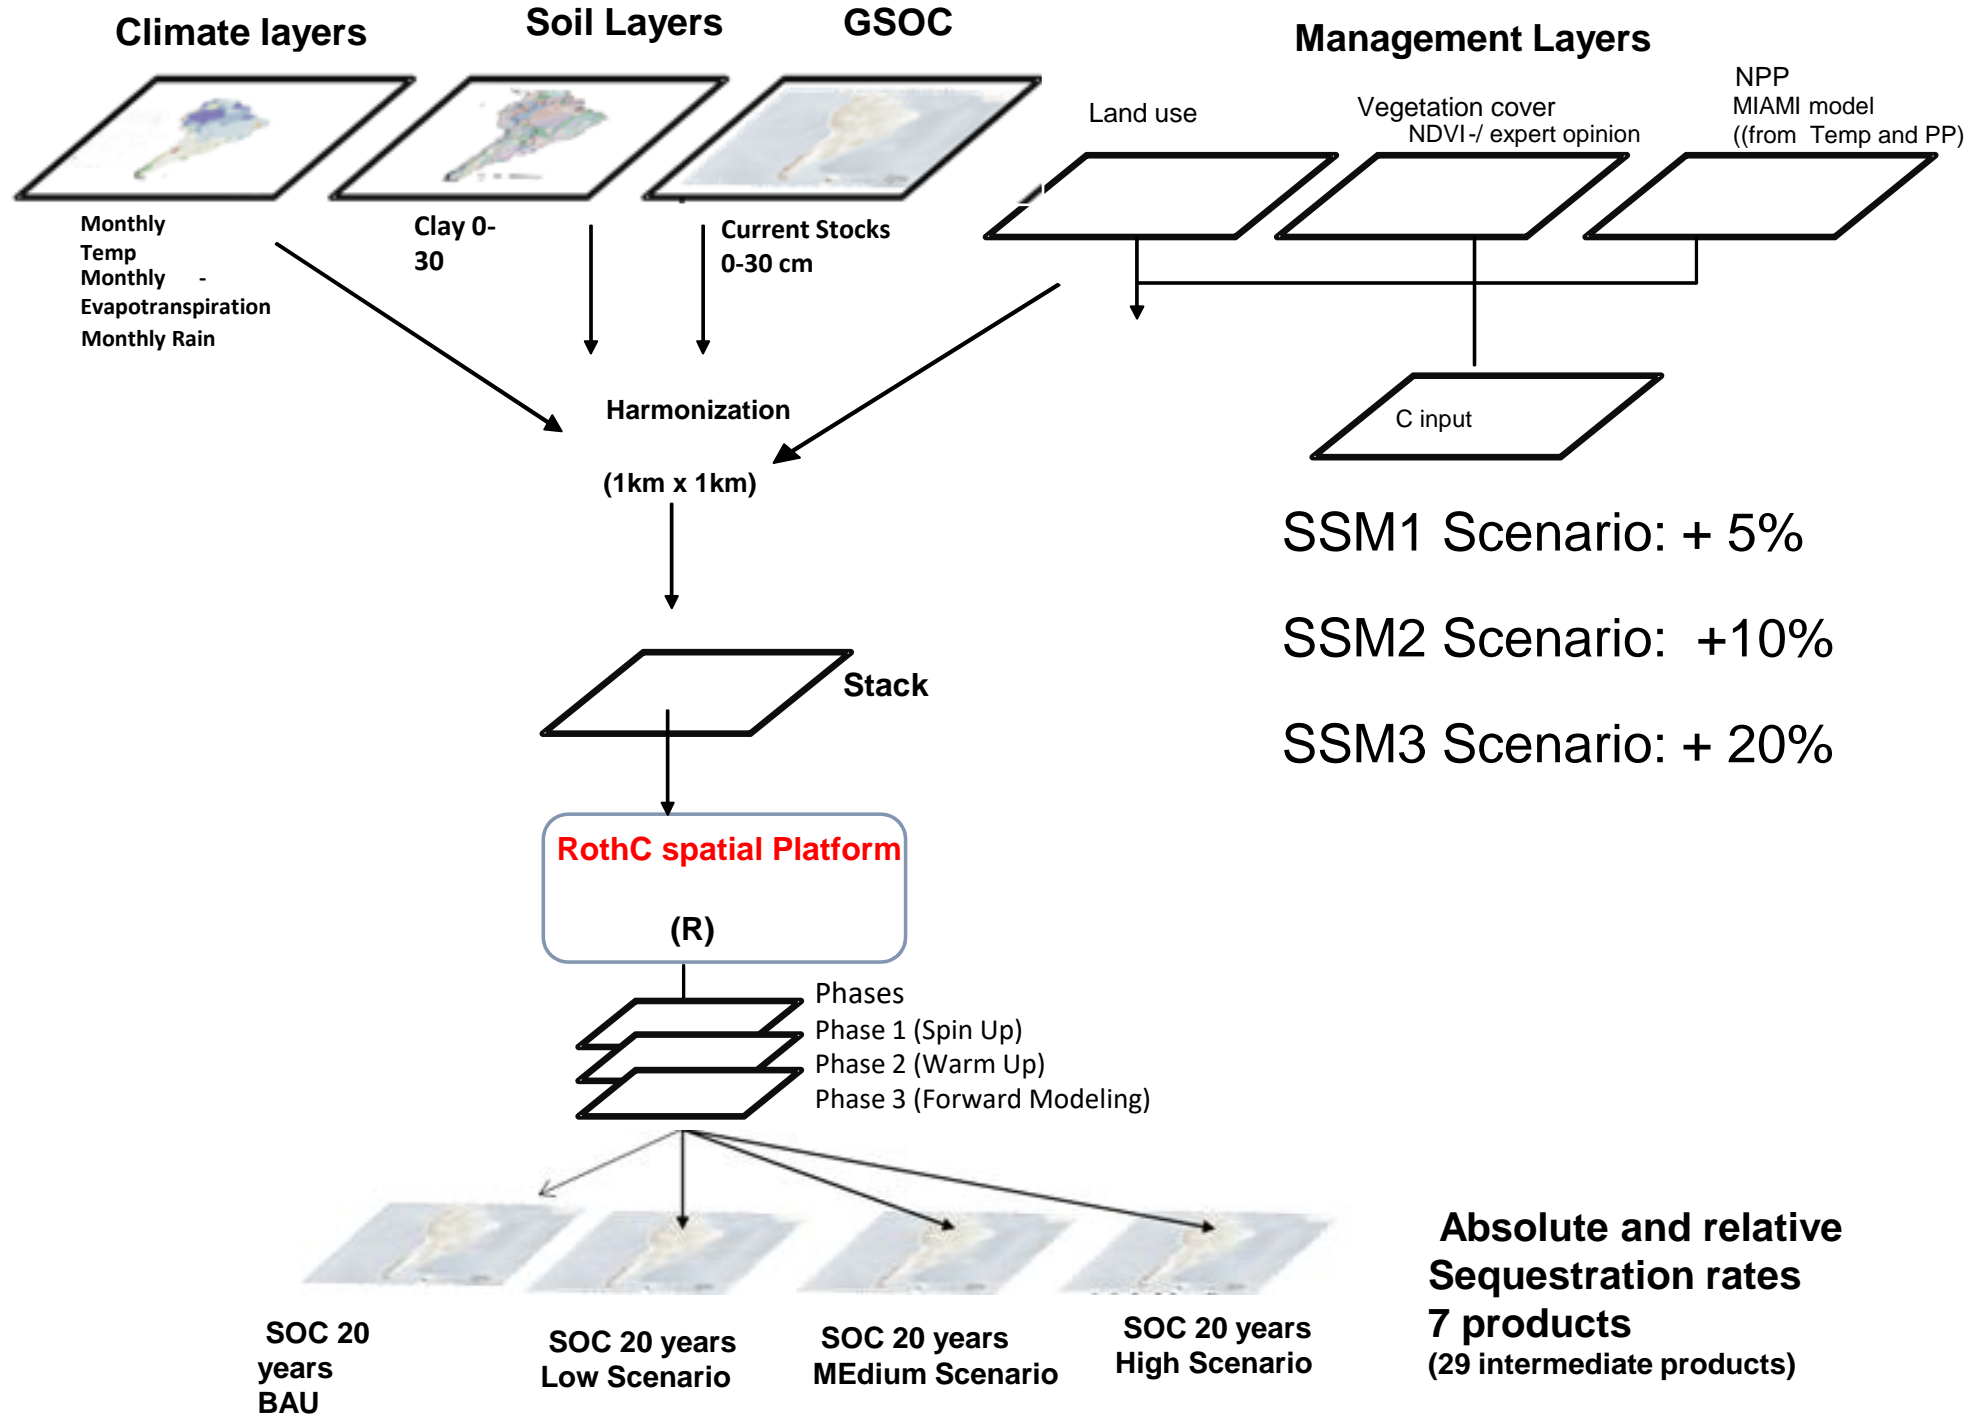 Climate layers
Soil Layers
GSOC
Management Layers
Land use
Vegetation cover
NDVI-/ expert opinion
NPP
MIAMI model
((from Temp and PP)
Monthly
Temp
Monthly -
Evapotranspiration
Monthly Rain
Clay 0-
30
Current Stocks
0-30 cm
Harmonization
(1km x 1km)
C input
SSM1 Scenario: + 5%
SSM2 Scenario: +10%
SSM3 Scenario: + 20%
Stack
RothC spatial Platform
(R)
Phases
Phase 1 (Spin Up)
Phase 2 (Warm Up)
Phase 3 (Forward Modeling)
SOC 20
years
BAU
SOC 20 years
Low Scenario
SOC 20 years
MEdium Scenario
SOC 20 years
High Scenario
Absolute and relative
Sequestration rates
7 products
(29 intermediate products)